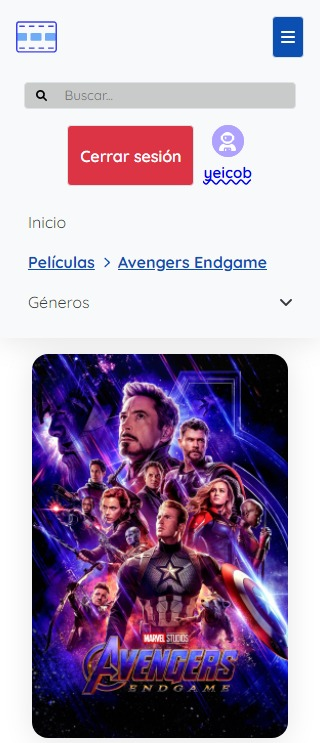 Buscar...
Cerrar sesión
yeicob
Inicio
Películas > Avengers Endgame
Géneros
MARVEL STUDIOS
AVENGERS
ENDGAME